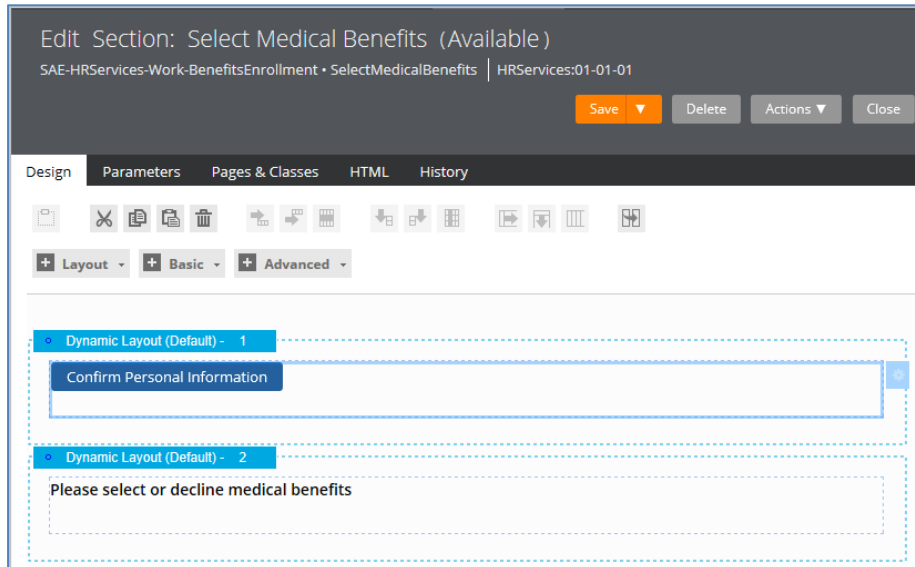 Edit Section: Select Medical Benefits (Available)
SAE-HRServices-Work-BenefitsEnrollment • SelectMedicalBenefits | HRServices:01-01-01
Save ▼ Delete Actions ▼ Close
Design Parameters Pages & Classes HTML History
+ Layout + Basic + Advanced
Dynamic Layout (Default) - 1
Confirm Personal Information
Dynamic Layout (Default) - 2
Please select or decline medical benefits